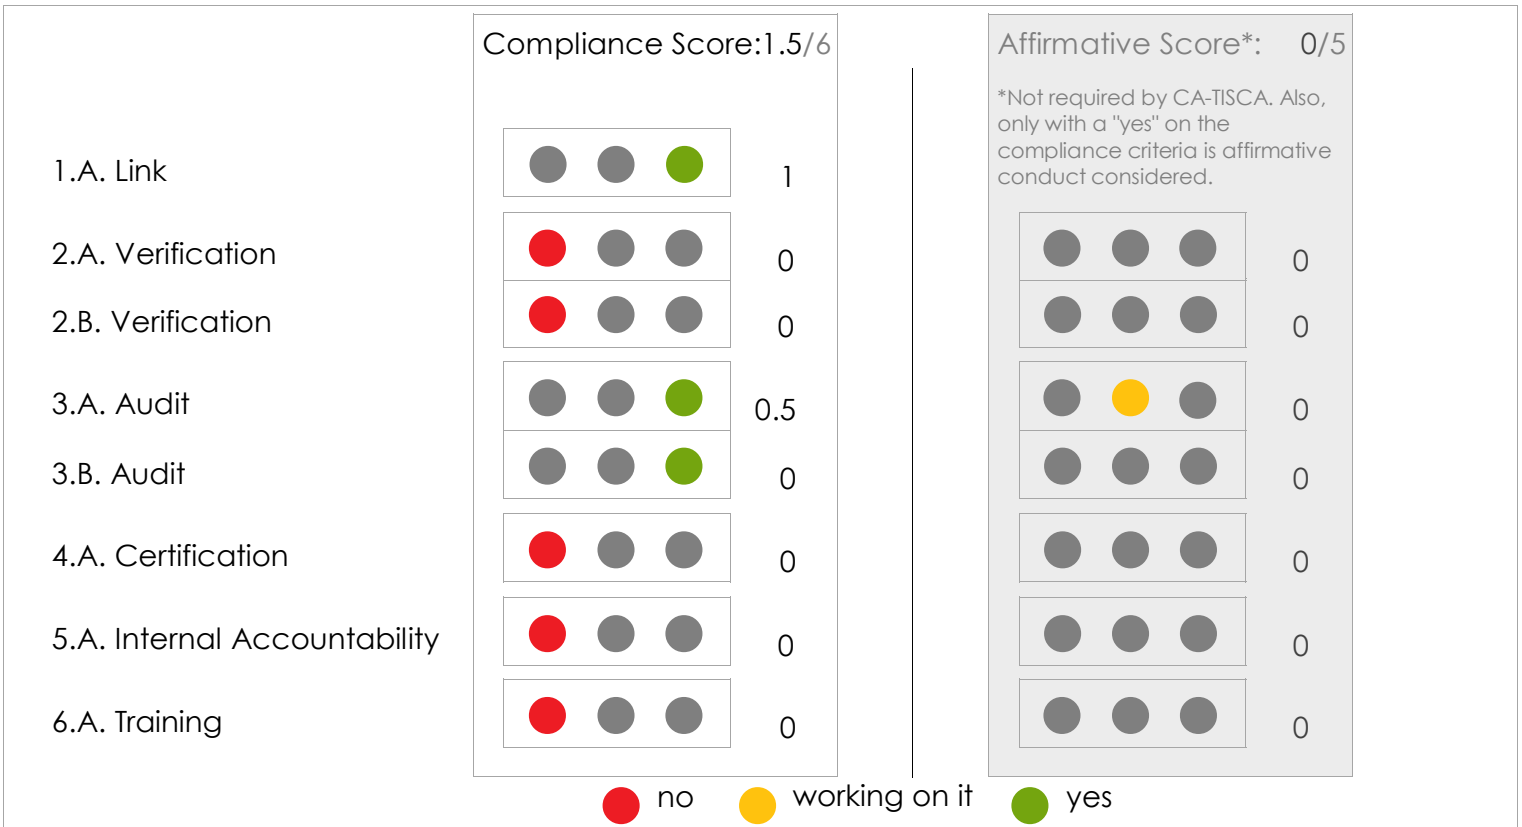 Compliance Score:1.5/6
Affirmative Score*: 0/5
*Not required by CA-TISCA. Also,
only with a "yes" on the
compliance criteria is affirmative
conduct considered.
1.A. Link 1
2.A. Verification 0 0
2.B. Verification 0 0
3.A. Audit 0.5 0
3.B. Audit 0 0
4.A. Certification 0 0
5.A. Internal Accountability 0 0
6.A. Training 0 0
no working on it yes